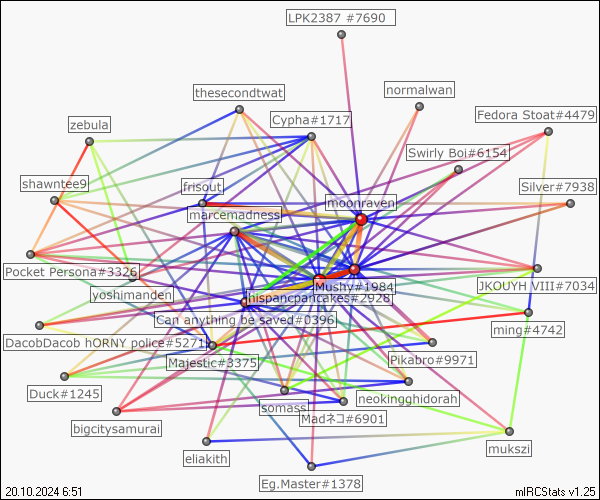 LPK2387 #7690
thesecondtwat
normalwan
Cypha#1717
Fedora Stoat#4479
zebula
Swirly Boi#6154
shawntee9
frisout
Silver#7938
moonraven
marcemadness
Pocket Persona#3326
Mushy#1984
JKOUYH VIII#7034
yoshimanden
hispancpancakes#2928
Can anything be saved#0396
ming#4742
DacobDacob hORNY police#5271
Majestic#3375
Pikabro#9971
Duck#1245
neokingghidorah
somass
Madネコ#6901
bigcitysamurai
mukszi
eliakith
Eg.Master#1378
20.10.2024 6:51
mIRCStats v1.25